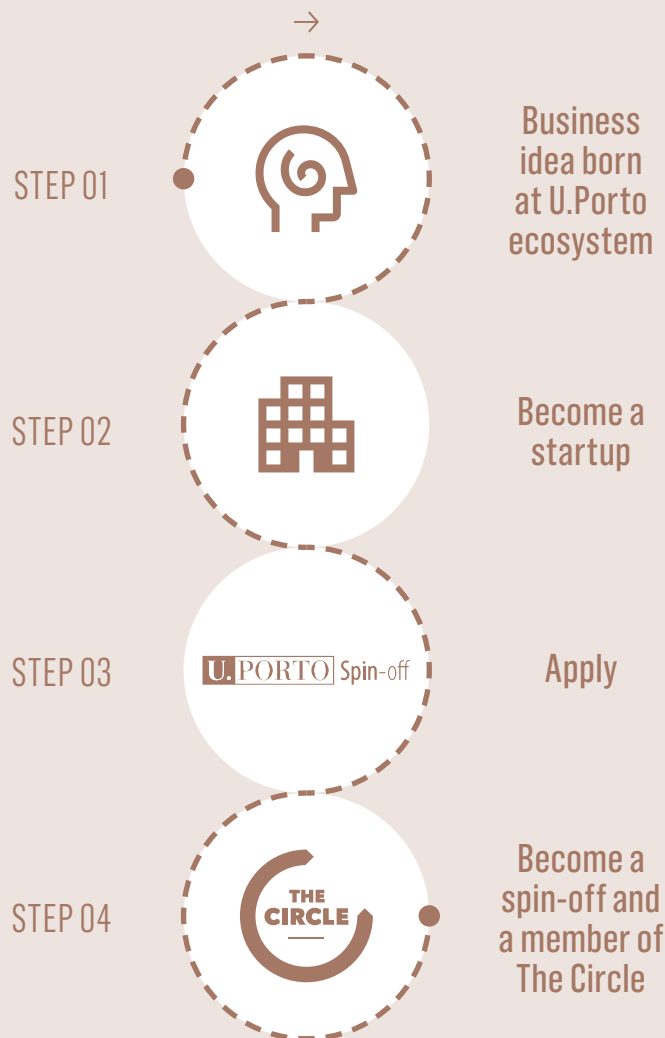 STEP 01
Business
idea born
at U.Porto
ecosystem
STEP 02
Become a
startup
STEP 03
U.PORTO Spin-off
Apply
STEP 04
THE
CIRCLE
Become a
spin-off and
a member of
The Circle